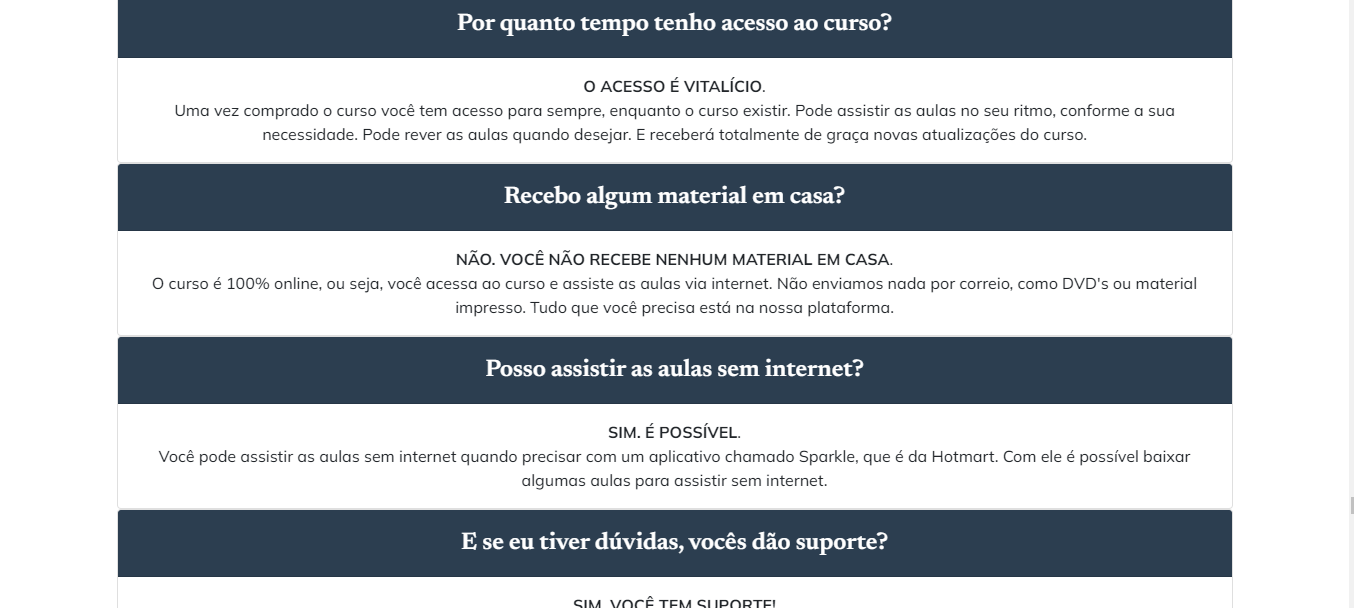 Por quanto tempo tenho acesso ao curso?
O ACESSO É VITALÍCIO.
Uma vez comprado o curso você tem acesso para sempre, enquanto o curso existir. Pode assistir as aulas no seu ritmo, conforme a sua
necessidade. Pode rever as aulas quando desejar. E receberá totalmente de graça novas atualizações do curso.
Recebo algum material em casa?
NÃO. VOCÊ NÃO RECEBE NENHUM MATERIAL EM CASA.
O curso é 100% online, ou seja, você acessa ao curso e assiste as aulas via internet. Não enviamos nada por correio, como DVD's ou material
impresso. Tudo que você precisa está na nossa plataforma.
Posso assistir as aulas sem internet?
SIM. É POSSÍVEL.
Você pode assistir as aulas sem internet quando precisar com um aplicativo chamado Sparkle, que é da Hotmart. Com ele é possível baixar
algumas aulas para assistir sem internet.
E se eu tiver dúvidas, vocês dão suporte?
SIM. VOCÊ TEM SUPORTE!